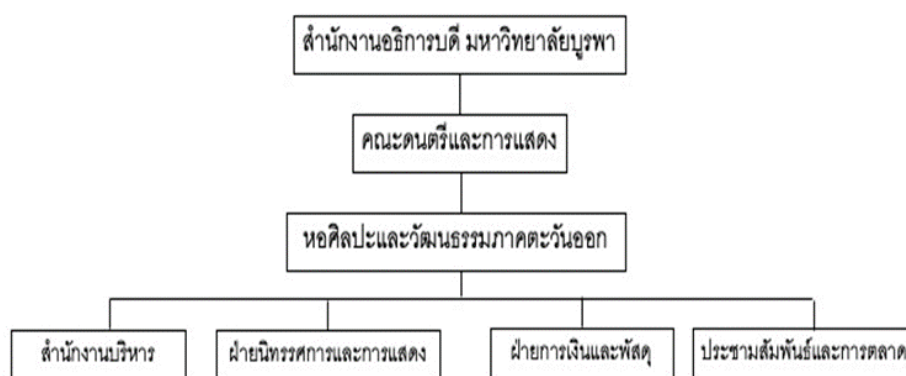 สำนักงานอธิการบดี มหาวิทยาลัยบูรพา
คณะดนตรีและการแสดง
หอศิลปะและวัฒนธรรมภาคตะวันออก
สำนักงานบริหาร
ฝ่ายนิทรรศการและการแสดง
ฝ่ายการเงินและพัสดุ
ประชามสัมพันธ์และการตลาด